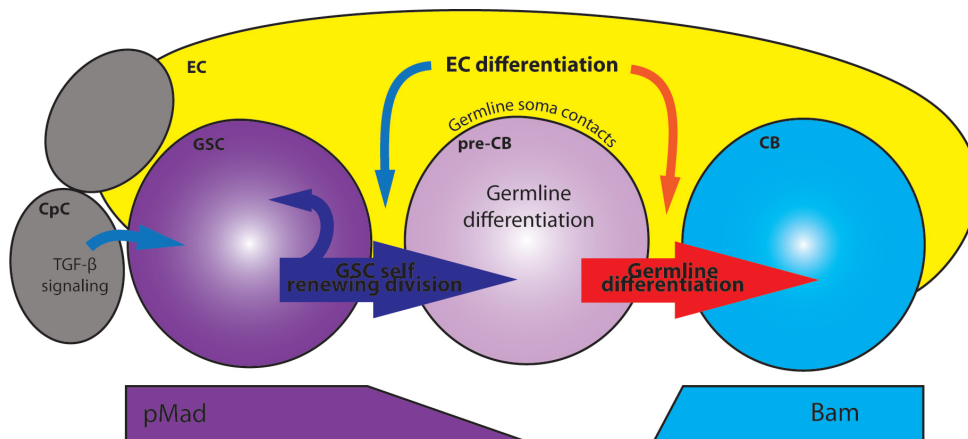 EC
EC differentiation
Germline soma contacts
GSC
pre-CB
CB
Germline
differentiation
CpC
TGF-β
signaling
GSC self
renewing division
Germline
differentiation
pMad
Bam